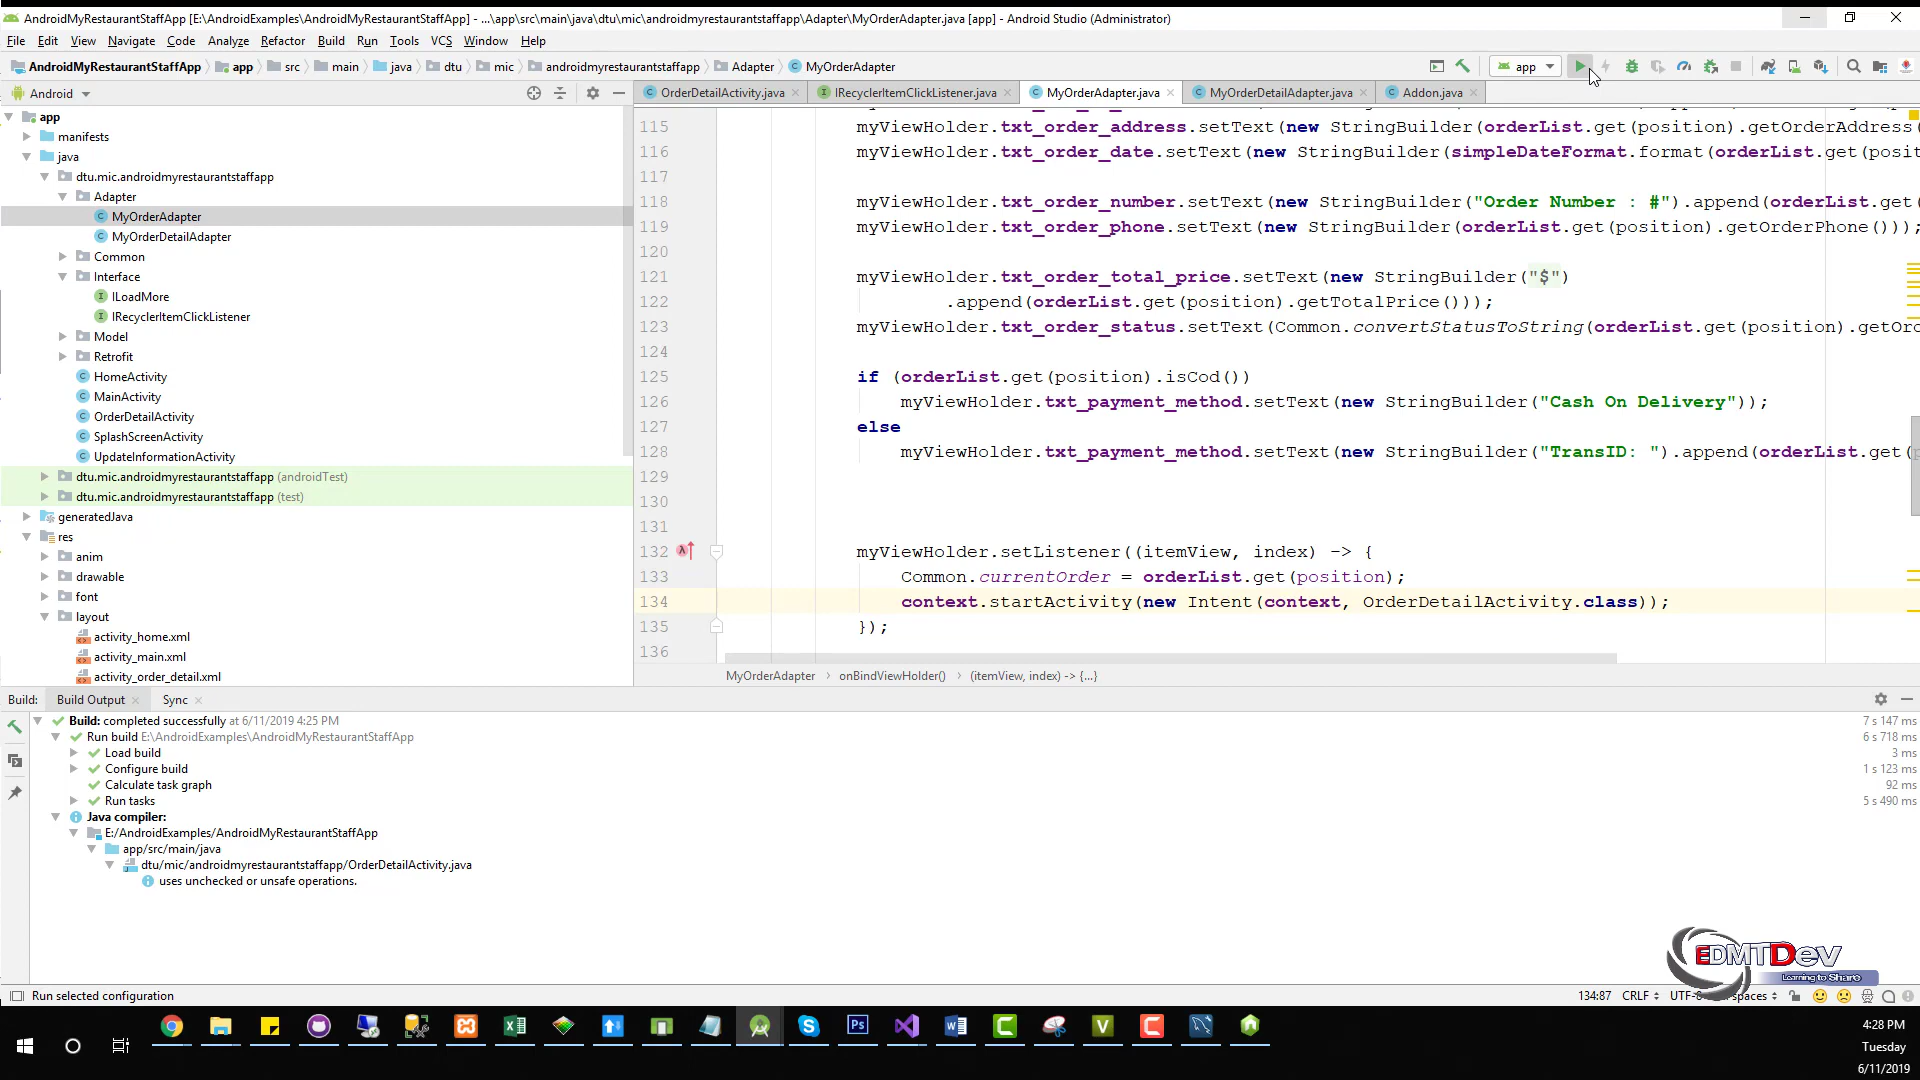 AndroidMyRestaurantStaffApp [E:\AndroidExamples\AndroidMyRestaurantStaffApp] - ...\app\src\main\java\dtu\mic\androidmyrestaurantstaffapp\Adapter\MyOrderAdapter.java [app] - Android Studio (Administrator)
File Edit View Navigate Code Analyze Refactor Build Run Tools VCS Window Help
AndroidMyRestaurantStaffApp app src main java dtu mic androidmyrestaurantstaffapp Adapter MyOrderAdapter app
Android OrderDetailActivity.java IRecyclerItemClickListener.java MyOrderAdapter.java MyOrderDetailAdapter.java Addon.java
app
manifests
java
dtu.mic.androidmyrestaurantstaffapp
Adapter
MyOrderAdapter
MyOrderDetailAdapter
Common
Interface
ILoadMore
IRecyclerItemClickListener
Model
Retrofit
HomeActivity
MainActivity
OrderDetailActivity
SplashScreenActivity
UpdateInformationActivity
dtu.mic.androidmyrestaurantstaffapp (androidTest)
dtu.mic.androidmyrestaurantstaffapp (test)
generatedJava
res
anim
drawable
font
layout
activity_home.xml
activity_main.xml
activity_order_detail.xml
115 myViewHolder.txt_order_address.setText(new StringBuilder(orderList.get(position).getOrderAddress(
116 myViewHolder.txt_order_date.setText(new StringBuilder(simpleDateFormat.format(orderList.get(posit
117
118 myViewHolder.txt_order_number.setText(new StringBuilder("Order Number : #").append(orderList.get(
119 myViewHolder.txt_order_phone.setText(new StringBuilder(orderList.get(position).getOrderPhone()));
120
121 myViewHolder.txt_order_total_price.setText(new StringBuilder("$")
122 .append(orderList.get(position).getTotalPrice()));
123 myViewHolder.txt_order_status.setText(Common.convertStatusToString(orderList.get(position).getOrd
124
125 if (orderList.get(position).isCod())
126 myViewHolder.txt_payment_method.setText(new StringBuilder("Cash On Delivery"));
127 else
128 myViewHolder.txt_payment_method.setText(new StringBuilder("TransID: ").append(orderList.get(p
129
130
131
132 myViewHolder.setListener((itemView, index) -> {
133 Common.currentOrder = orderList.get(position);
134 context.startActivity(new Intent(context, OrderDetailActivity.class));
135 });
136
MyOrderAdapter › onBindViewHolder() › (itemView, index) -> {...}
Build: Build Output Sync
Build: completed successfully at 6/11/2019 4:25 PM 7 s 147 ms
Run build E:\AndroidExamples\AndroidMyRestaurantStaffApp 6 s 718 ms
Load build 3 ms
Configure build 1 s 123 ms
Calculate task graph 92 ms
Run tasks 5 s 490 ms
Java compiler:
E:/AndroidExamples/AndroidMyRestaurantStaffApp
app/src/main/java
dtu/mic/androidmyrestaurantstaffapp/OrderDetailActivity.java
uses unchecked or unsafe operations.
EDMTDev
Learning to Share
Run selected configuration 134:87 CRLF UTF-8 spaces
4:28 PM
Tuesday
6/11/2019